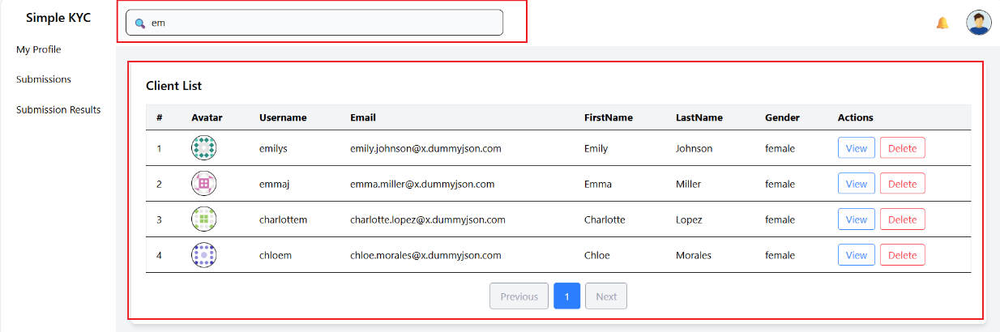 Simple KYC
em
My Profile
Submissions
Submission Results
Client List
# Avatar Username Email FirstName LastName Gender Actions
1 emilys emily.johnson@x.dummyjson.com Emily Johnson female View Delete
2 emmaj emma.miller@x.dummyjson.com Emma Miller female View Delete
3 charlottem charlotte.lopez@x.dummyjson.com Charlotte Lopez female View Delete
4 chloem chloe.morales@x.dummyjson.com Chloe Morales female View Delete
Previous 1 Next